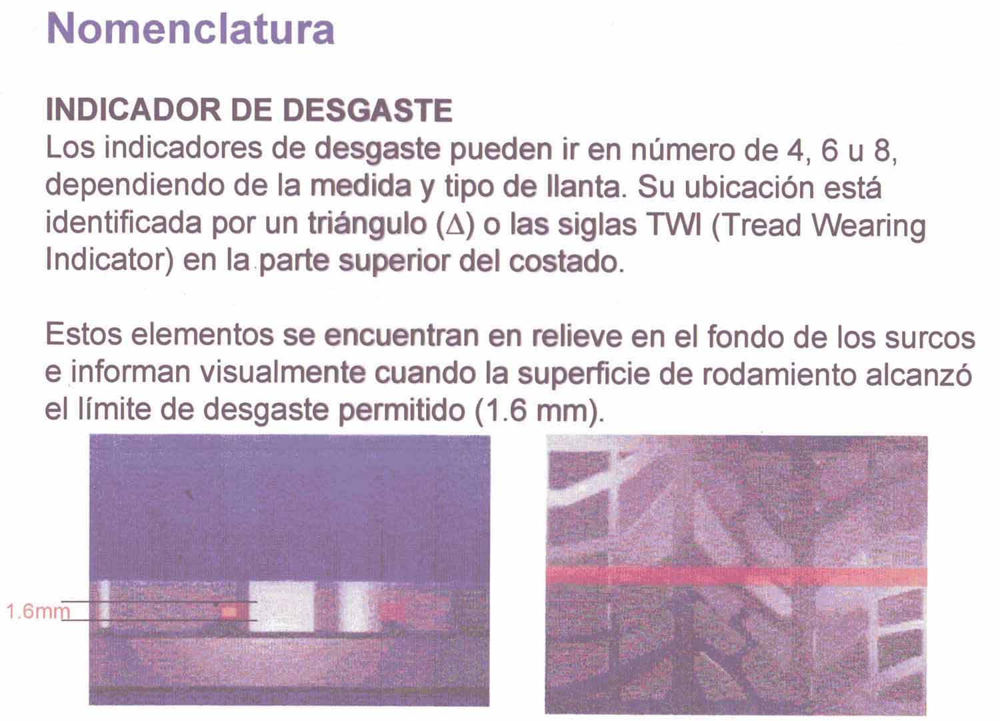 Nomenclatura
INDICADOR DE DESGASTE
Los indicadores de desgaste pueden ir en número de 4, 6 u 8,
dependiendo de la medida y tipo de llanta. Su ubicación está
identificada por un triángulo (Δ) o las siglas TWI (Tread Wearing
Indicator) en la parte superior del costado.
Estos elementos se encuentran en relieve en el fondo de los surcos
e informan visualmente cuando la superficie de rodamiento alcanzó
el límite de desgaste permitido (1.6 mm).
1.6mm